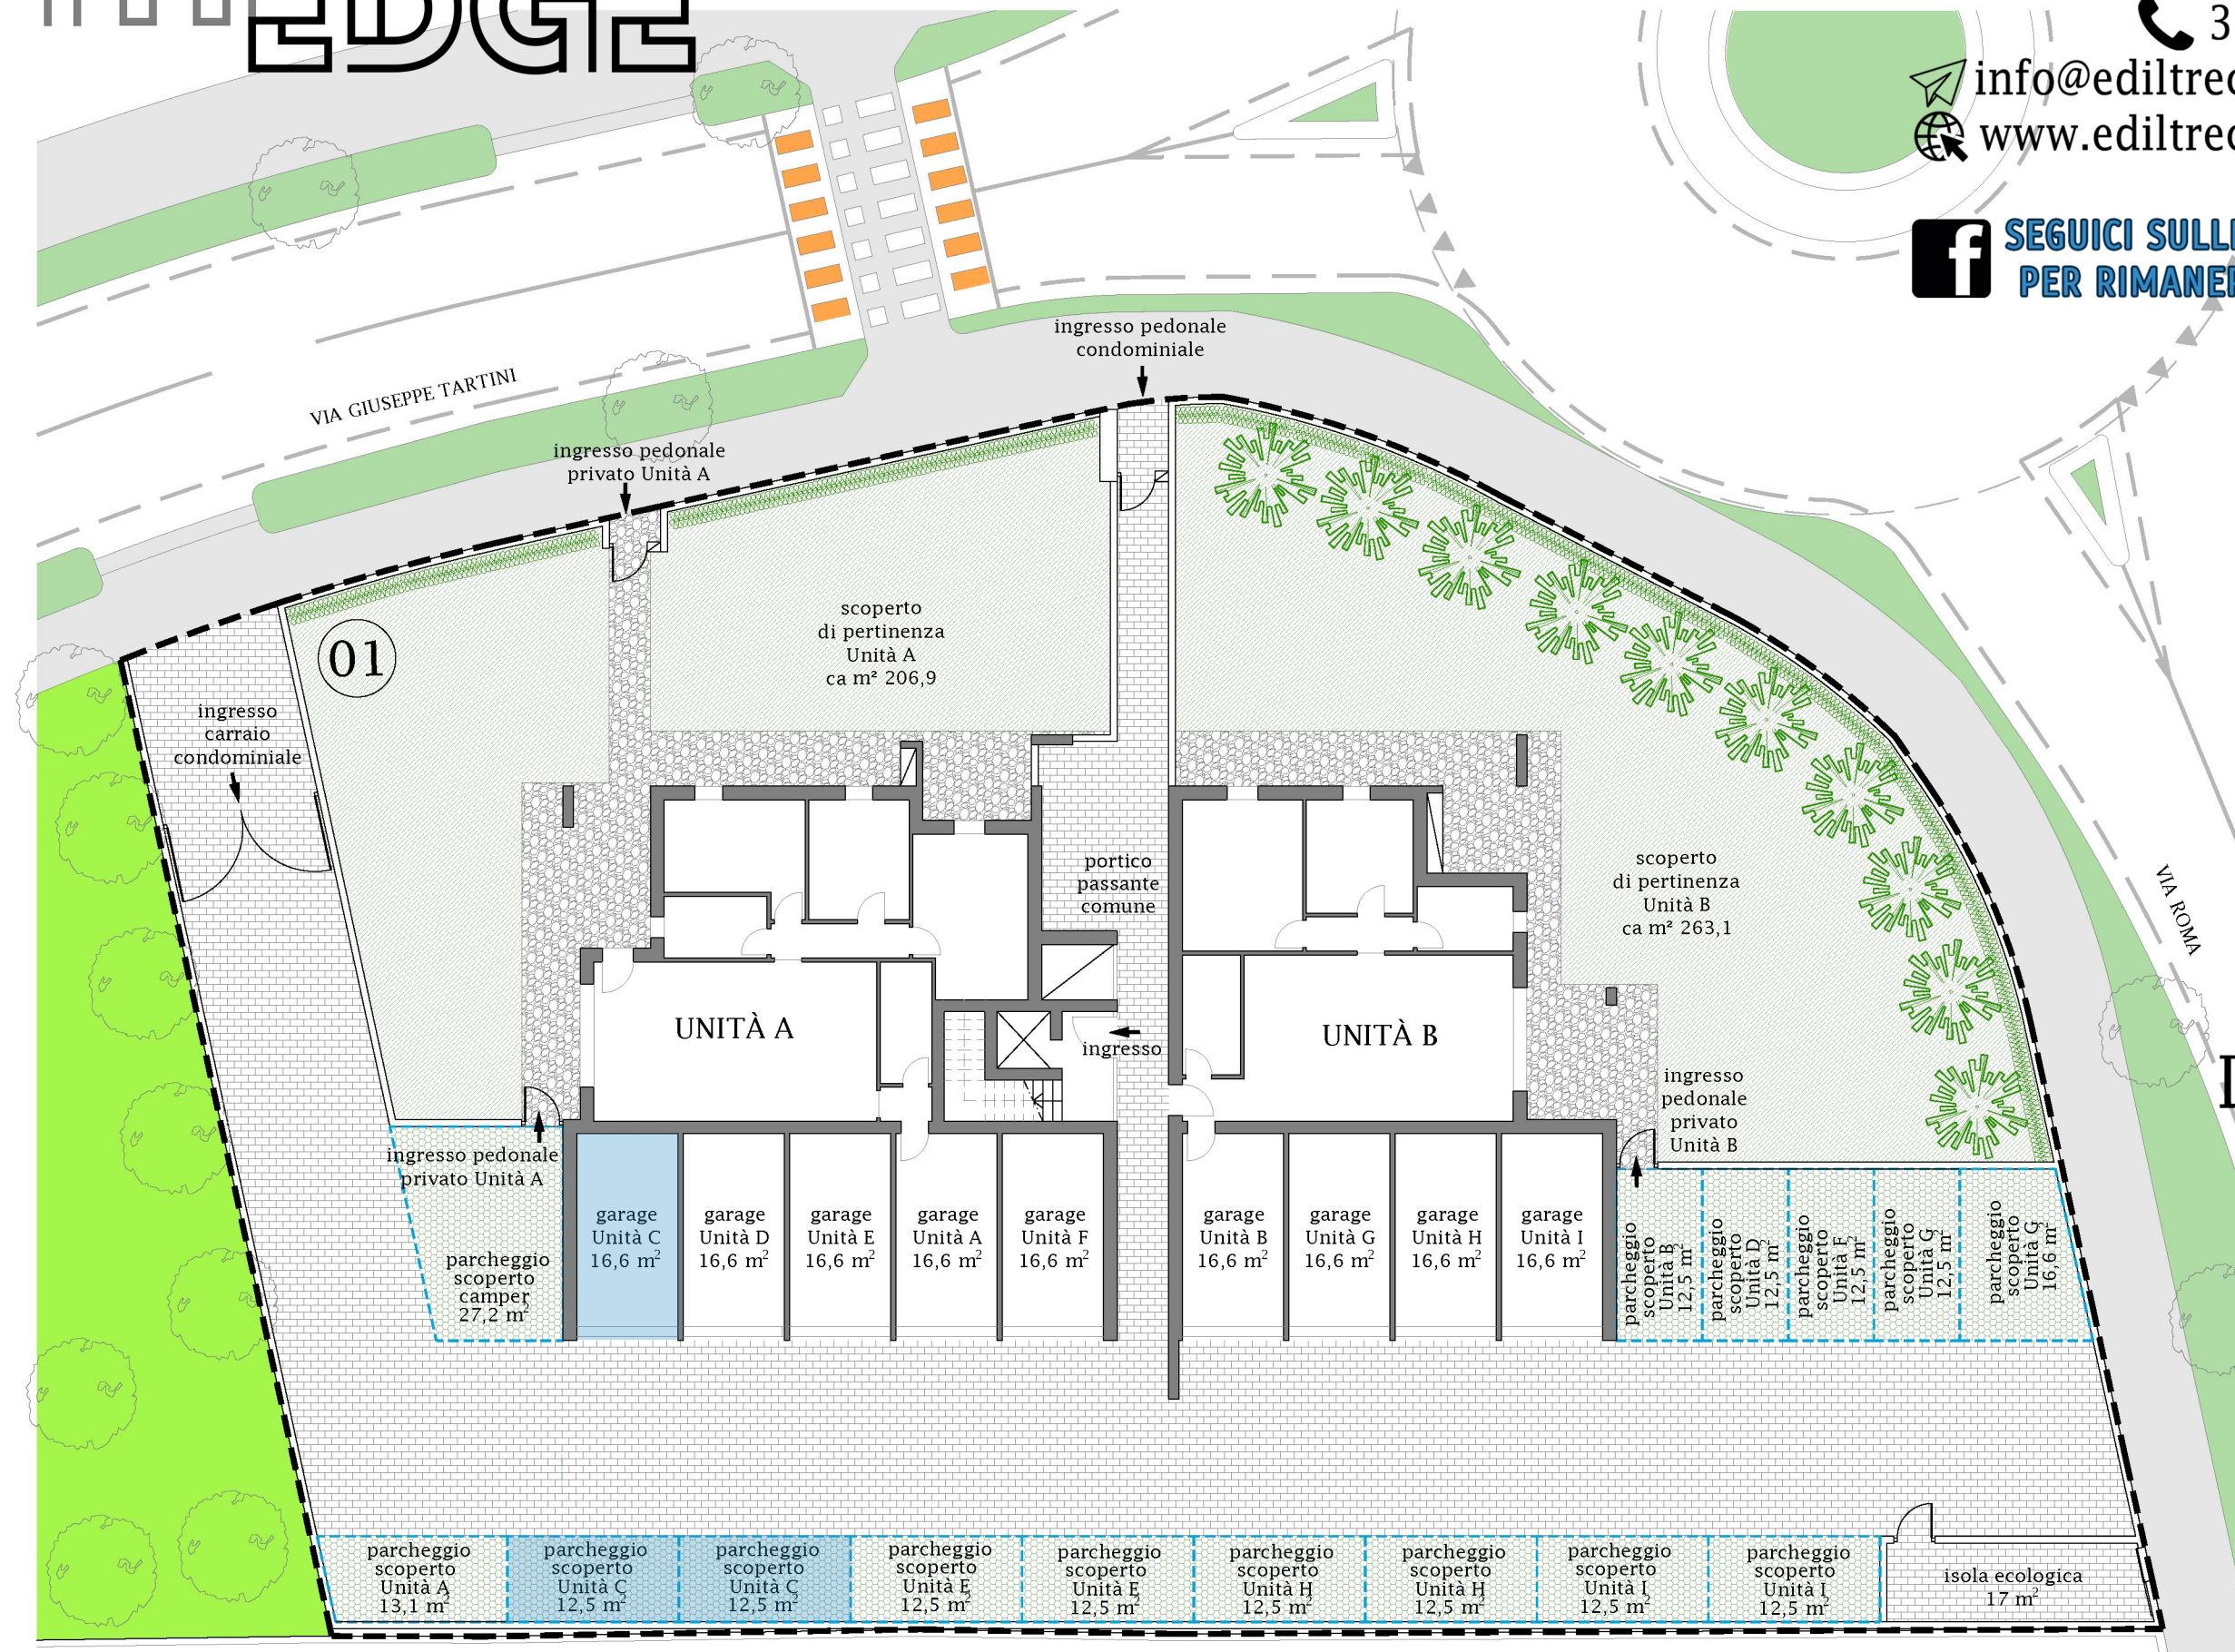 EDGE
3
info@ediltrec
www.ediltrec
f SEGUICI SULLE
PER RIMANER
VIA GIUSEPPE TARTINI
ingresso pedonale
condominiale
ingresso pedonale
privato Unità A
01
scoperto
di pertinenza
Unità A
ca m² 206,9
ingresso
carraio
condominiale
portico
passante
comune
scoperto
di pertinenza
Unità B
ca m² 263,1
VIA ROMA
UNITÀ A
ingresso
UNITÀ B
ingresso
pedonale
privato
Unità B
ingresso pedonale
privato Unità A
parcheggio
scoperto
camper
27,2 m²
garage
Unità C
16,6 m²
garage
Unità D
16,6 m²
garage
Unità E
16,6 m²
garage
Unità A
16,6 m²
garage
Unità F
16,6 m²
garage
Unità B
16,6 m²
garage
Unità G
16,6 m²
garage
Unità H
16,6 m²
garage
Unità I
16,6 m²
parcheggio
scoperto
Unità B
12,5 m²
parcheggio
scoperto
Unità D
12,5 m²
parcheggio
scoperto
Unità F
12,5 m²
parcheggio
scoperto
Unità G
12,5 m²
parcheggio
scoperto
Unità G
16,6 m²
parcheggio
scoperto
Unità A
13,1 m²
parcheggio
scoperto
Unità C
12,5 m²
parcheggio
scoperto
Unità C
12,5 m²
parcheggio
scoperto
Unità E
12,5 m²
parcheggio
scoperto
Unità E
12,5 m²
parcheggio
scoperto
Unità H
12,5 m²
parcheggio
scoperto
Unità H
12,5 m²
parcheggio
scoperto
Unità I
12,5 m²
parcheggio
scoperto
Unità I
12,5 m²
isola ecologica
17 m²